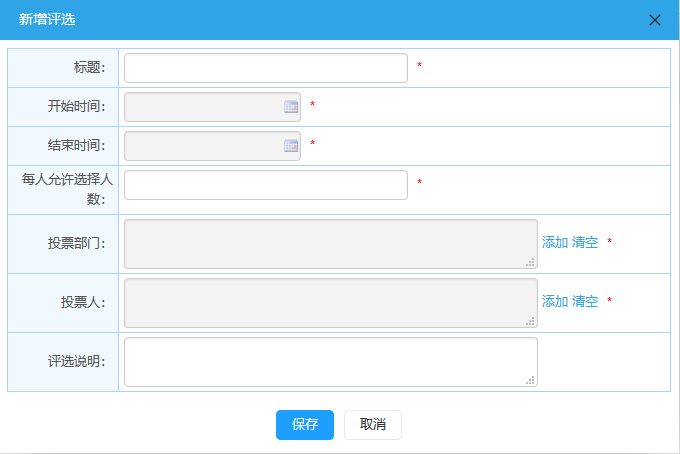 新增评选
标题： *
开始时间： *
结束时间： *
每人允许选择人
数： *
投票部门： 添加 清空 *
投票人： 添加 清空 *
评选说明：
保存 取消